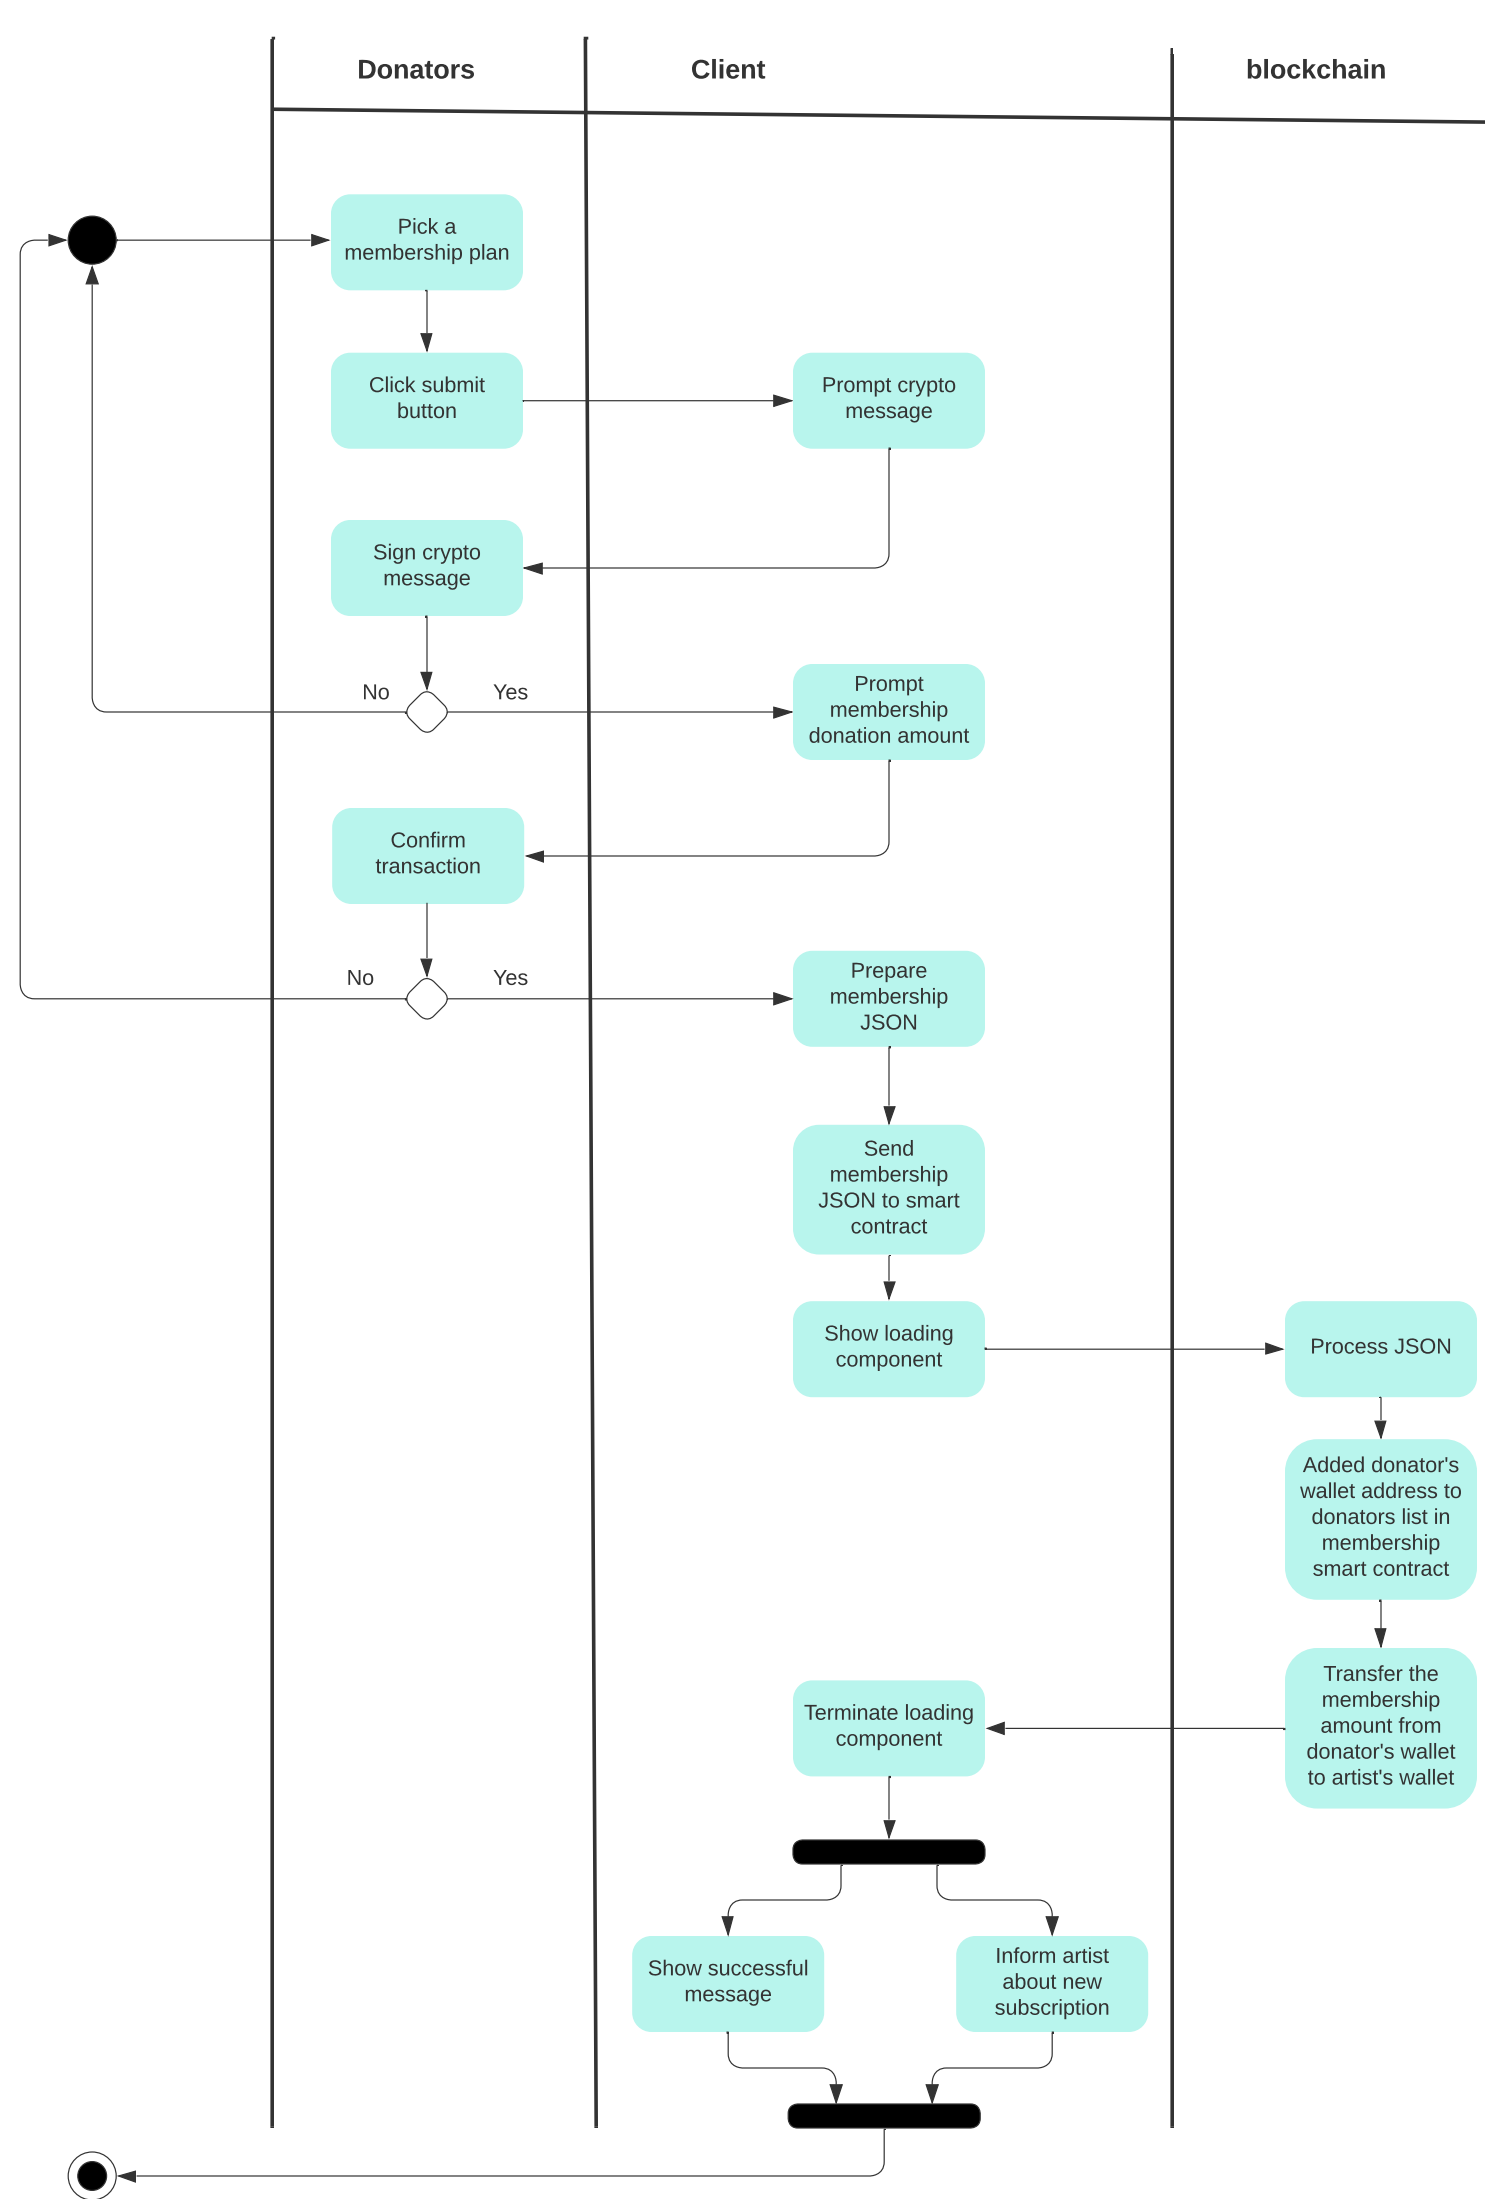 Donators
Client
blockchain
Pick a
membership plan
Click submit
button
Prompt crypto
message
Sign crypto
message
No
Yes
Prompt
membership
donation amount
Confirm
transaction
No
Yes
Prepare
membership
JSON
Send
membership
JSON to smart
contract
Show loading
component
Process JSON
Added donator's
wallet address to
donators list in
membership
smart contract
Transfer the
membership
amount from
donator's wallet
to artist's wallet
Terminate loading
component
Show successful
message
Inform artist
about new
subscription